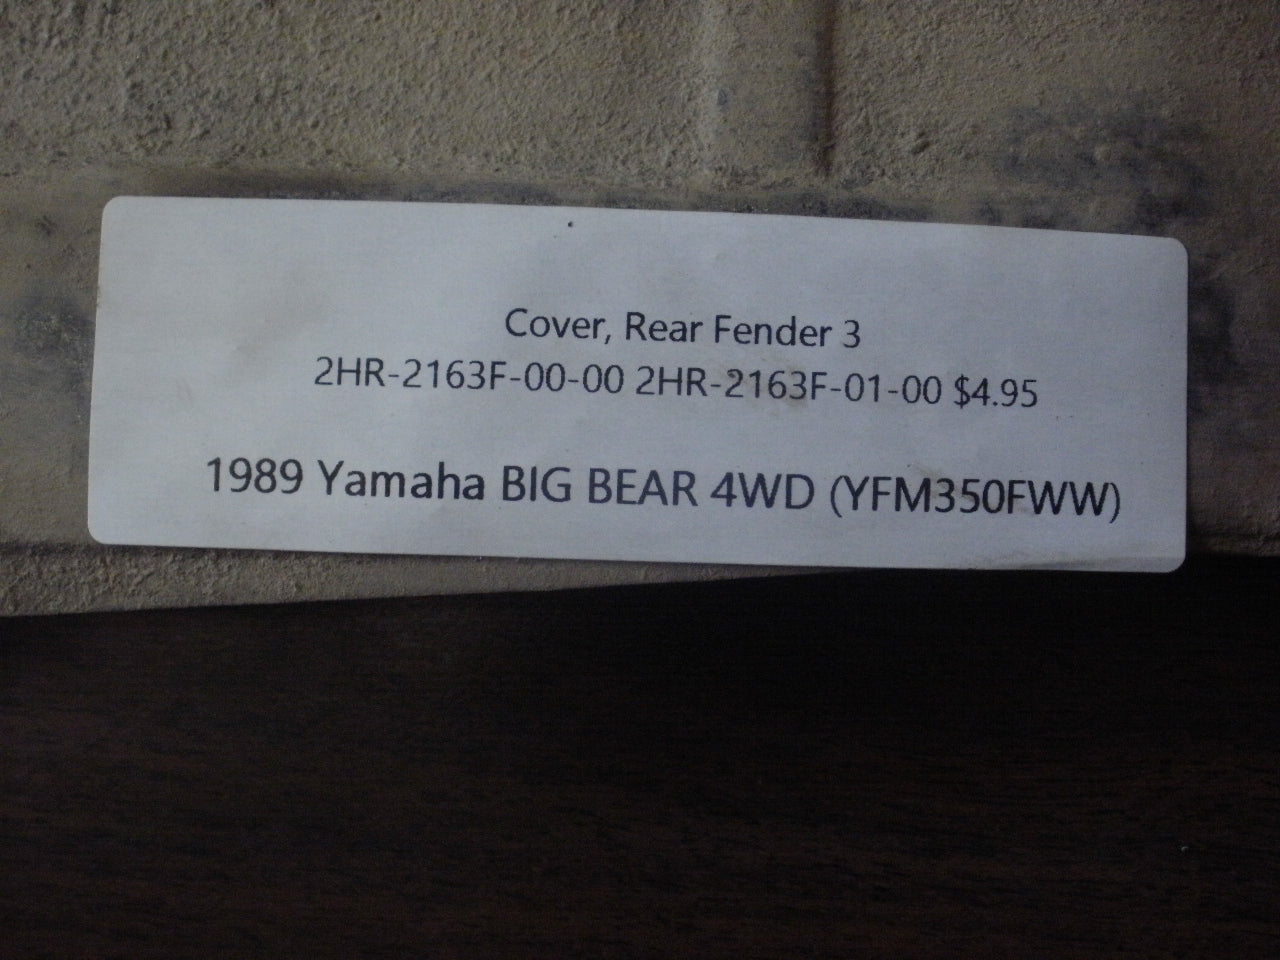 Cover, Rear Fender 3
2HR-2163F-00-00 2HR-2163F-01-00 $4.95
1989 Yamaha BIG BEAR 4WD (YFM350FWW)